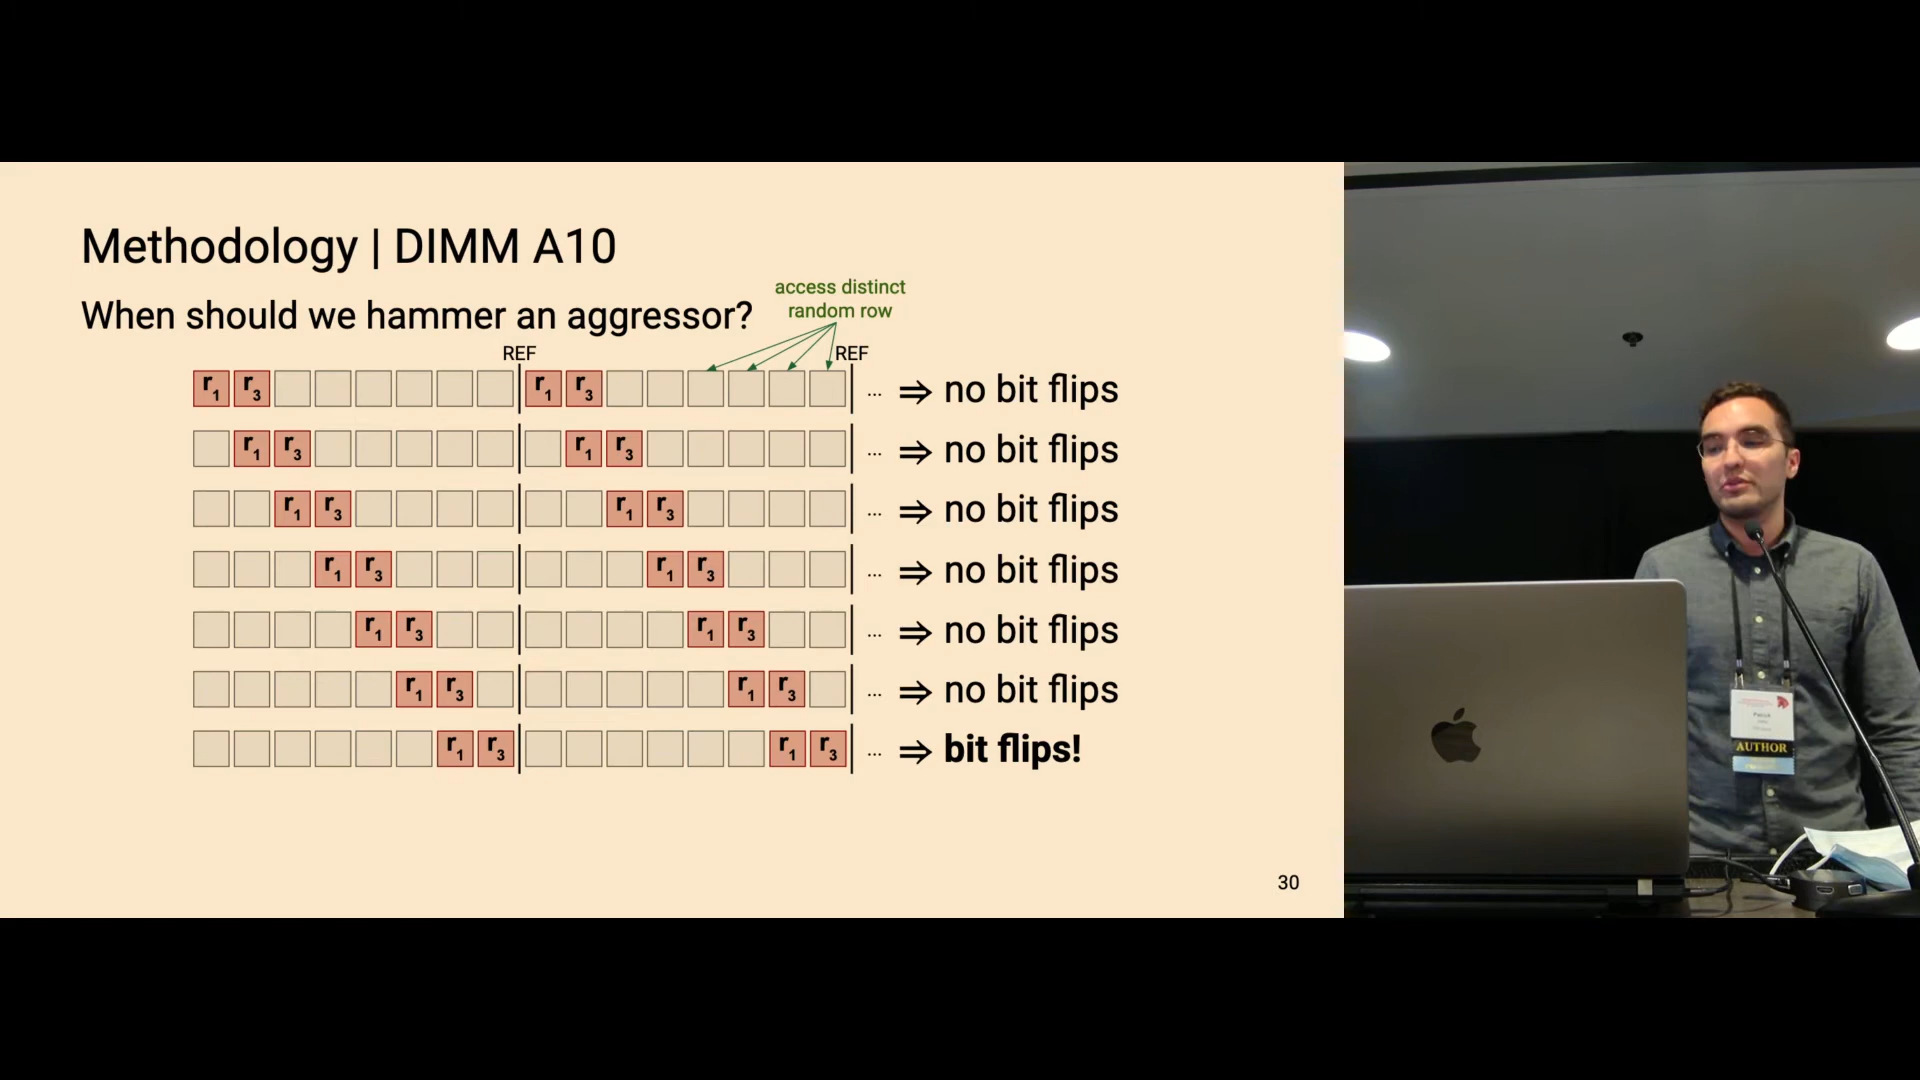 Methodology | DIMM A10
When should we hammer an aggressor?
access distinct
random row
REF
REF
r1 r3 r1 r3 ... ⇒ no bit flips
r1 r3 r1 r3 ... ⇒ no bit flips
r1 r3 r1 r3 ... ⇒ no bit flips
r1 r3 r1 r3 ... ⇒ no bit flips
r1 r3 r1 r3 ... ⇒ no bit flips
r1 r3 r1 r3 ... ⇒ no bit flips
r1 r3 r1 r3 ... ⇒ bit flips!
30
Patrick
AUTHOR